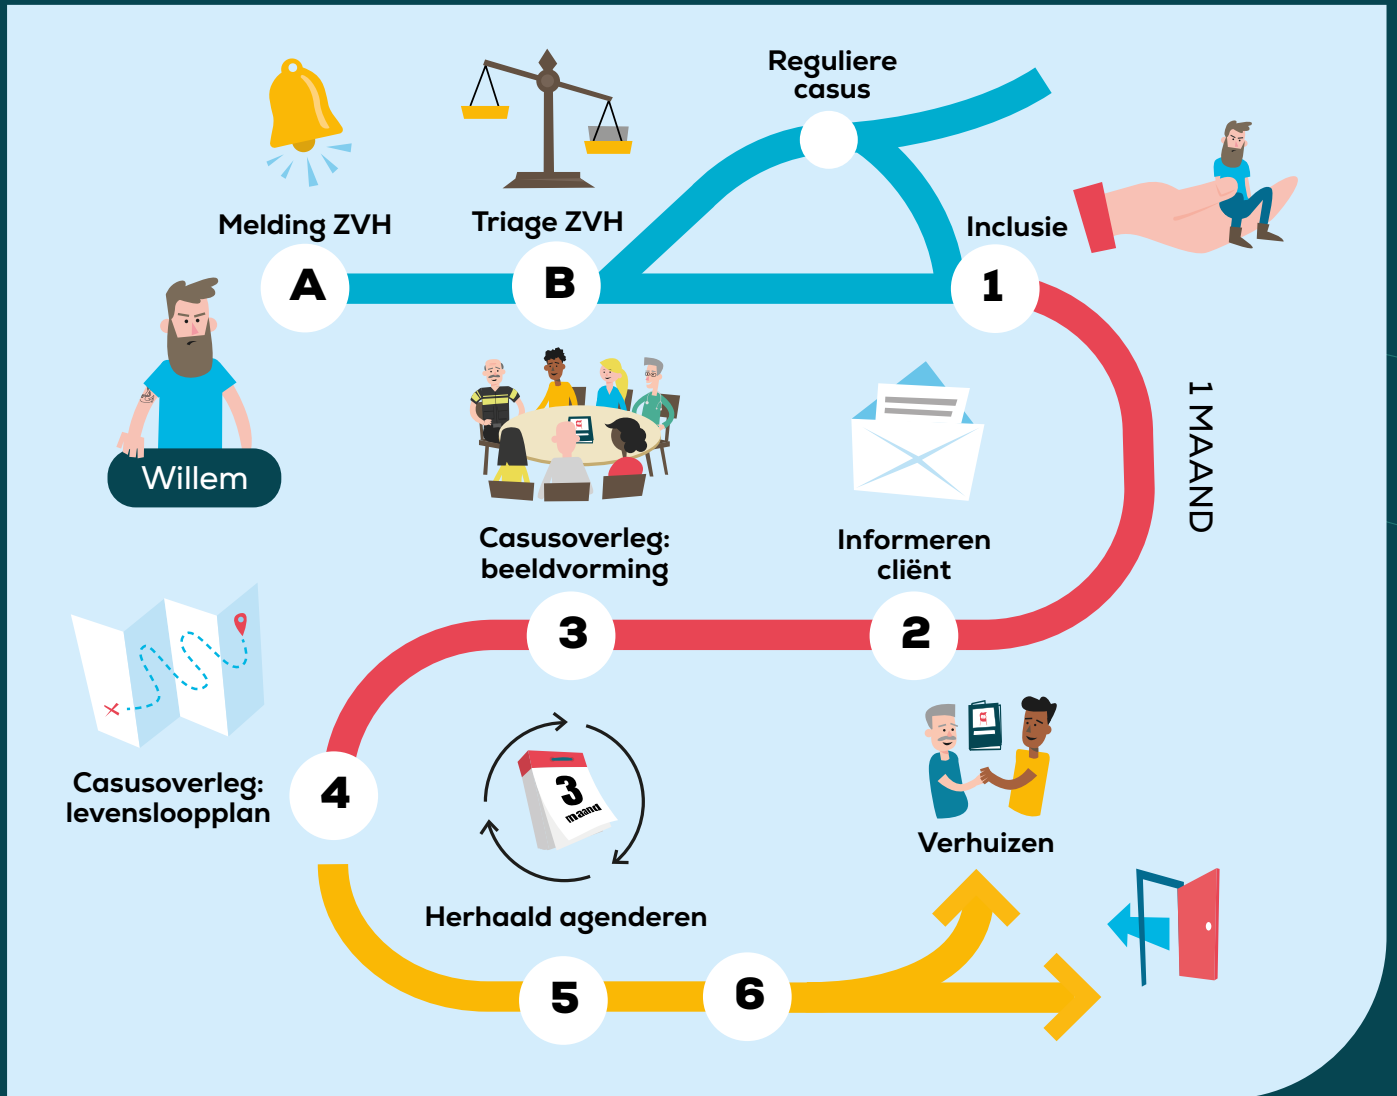 Reguliere
casus
Melding ZVH
Triage ZVH
Inclusie
A
B
1
Willem
1 MAAND
Casusoverleg:
beeldvorming
Informeren
cliënt
3
2
Casusoverleg:
levensloopplan
4
3
maand
Verhuizen
Herhaald agenderen
5
6